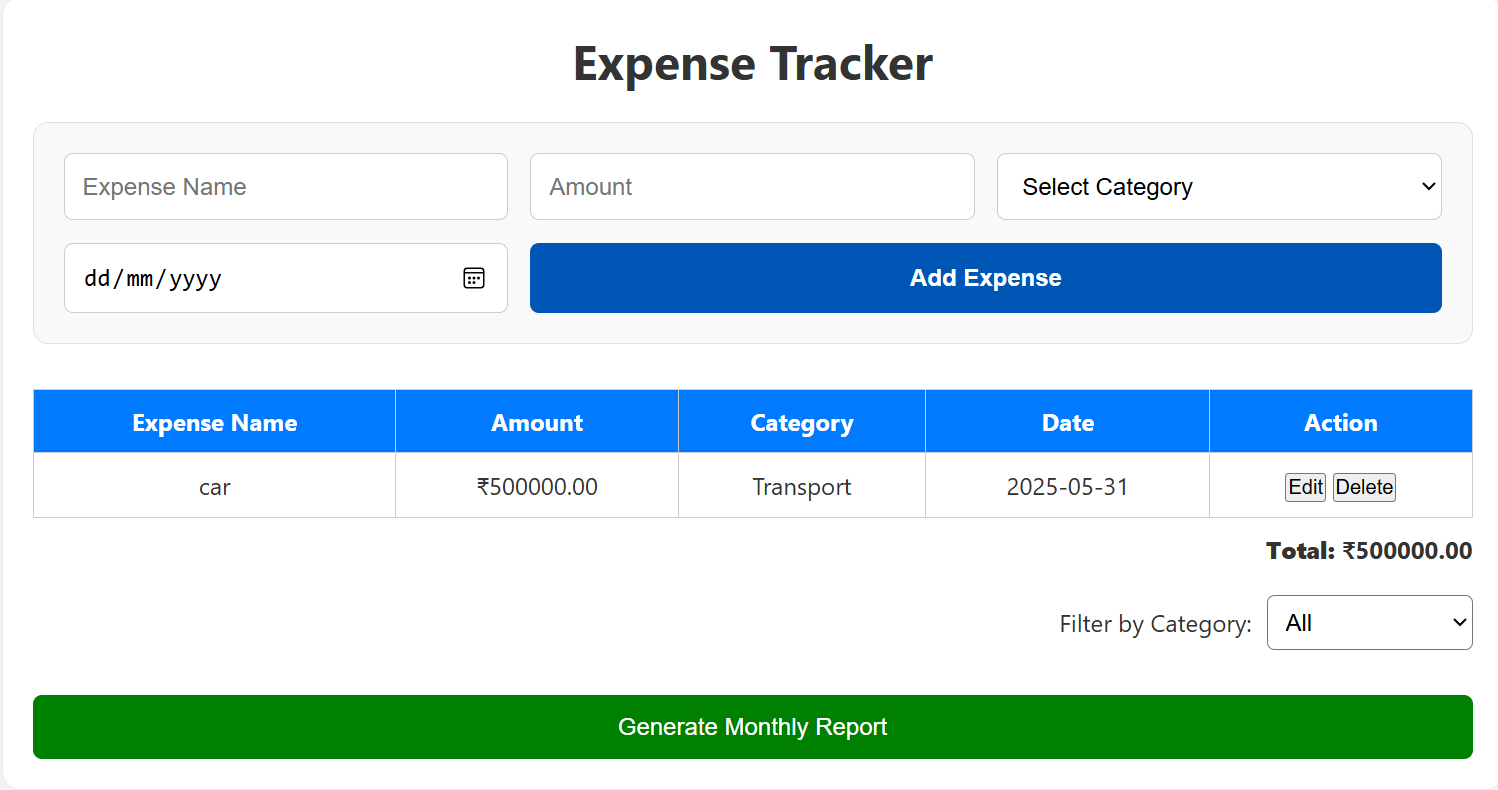 Expense Tracker
Expense Name Amount Select Category
dd/mm/yyyy Add Expense
Expense Name Amount Category Date Action
car ₹500000.00 Transport 2025-05-31 Edit Delete
Total: ₹500000.00
Filter by Category: All
Generate Monthly Report